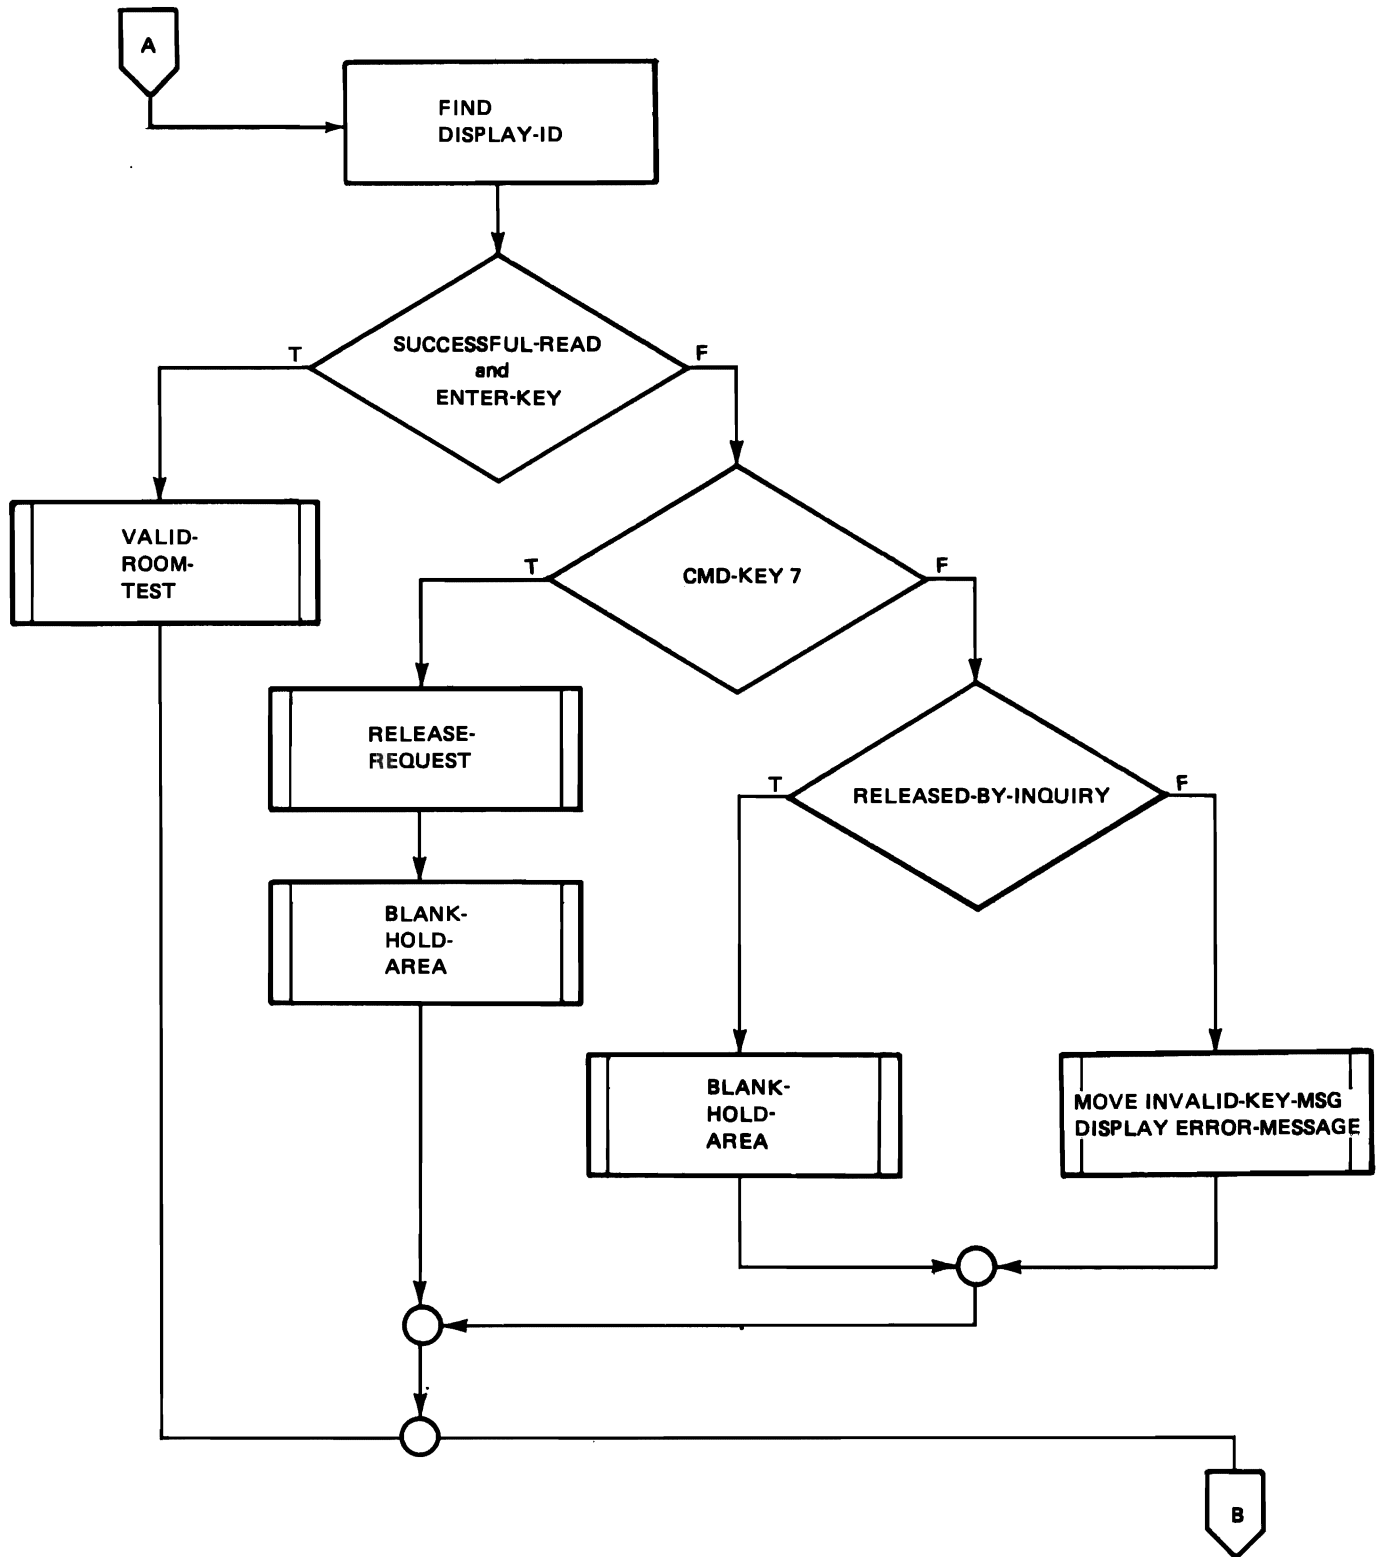 A
FIND
DISPLAY-ID
SUCCESSFUL-READ
and
ENTER-KEY
T
F
VALID-
ROOM-
TEST
CMD-KEY 7
T
F
RELEASE-
REQUEST
RELEASED-BY-INQUIRY
T
F
BLANK-
HOLD-
AREA
BLANK-
HOLD-
AREA
MOVE INVALID-KEY-MSG
DISPLAY ERROR-MESSAGE
B